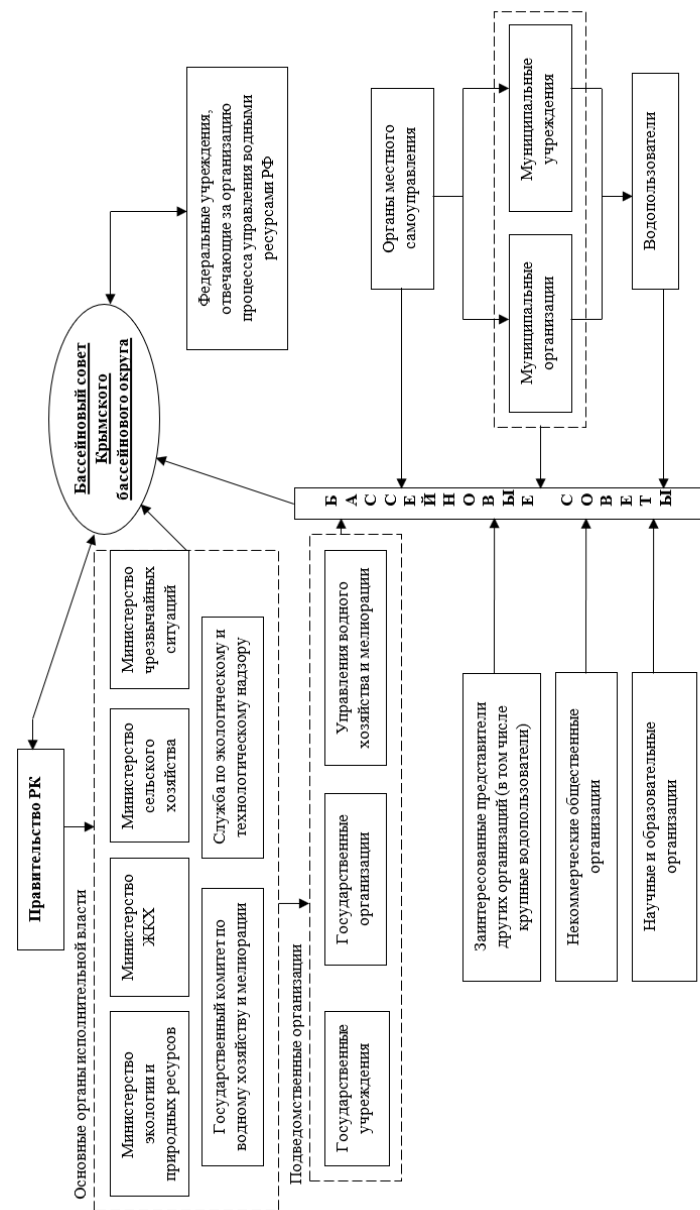 Правительство РК
Бассейновый совет
Крымского
бассейнового округа
Федеральные учреждения,
отвечающие за организацию
процесса управления водными
ресурсами РФ
Основные органы исполнительной власти
Министерство
экологии и
природных ресурсов
Министерство
ЖКХ
Министерство
сельского
хозяйства
Министерство
чрезвычайных
ситуаций
Государственный комитет по
водному хозяйству и мелиорации
Служба по экологическому и
технологическому надзору
Подведомственные организации
Государственные
учреждения
Государственные
организации
Управления водного
хозяйства и мелиорации
БАССЕЙНОВЫЕ СОВЕТЫ
Органы местного
самоуправления
Муниципальные
организации
Муниципальные
учреждения
Водопользователи
Заинтересованные представители
других организаций (в том числе
крупные водопользователи)
Некоммерческие общественные
организации
Научные и образовательные
организации